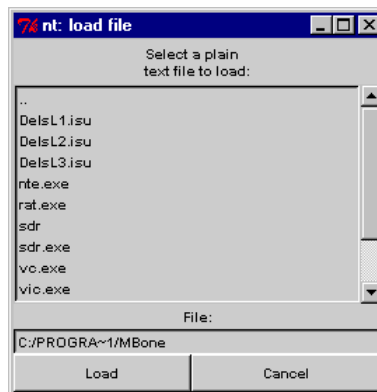 nt: load file
Select a plain
text file to load:
..
DelsL1.isu
DelsL2.isu
DelsL3.isu
nte.exe
rat.exe
sdr
sdr.exe
vc.exe
vic.exe
File:
C:/PROGRA~1/MBone
Load Cancel